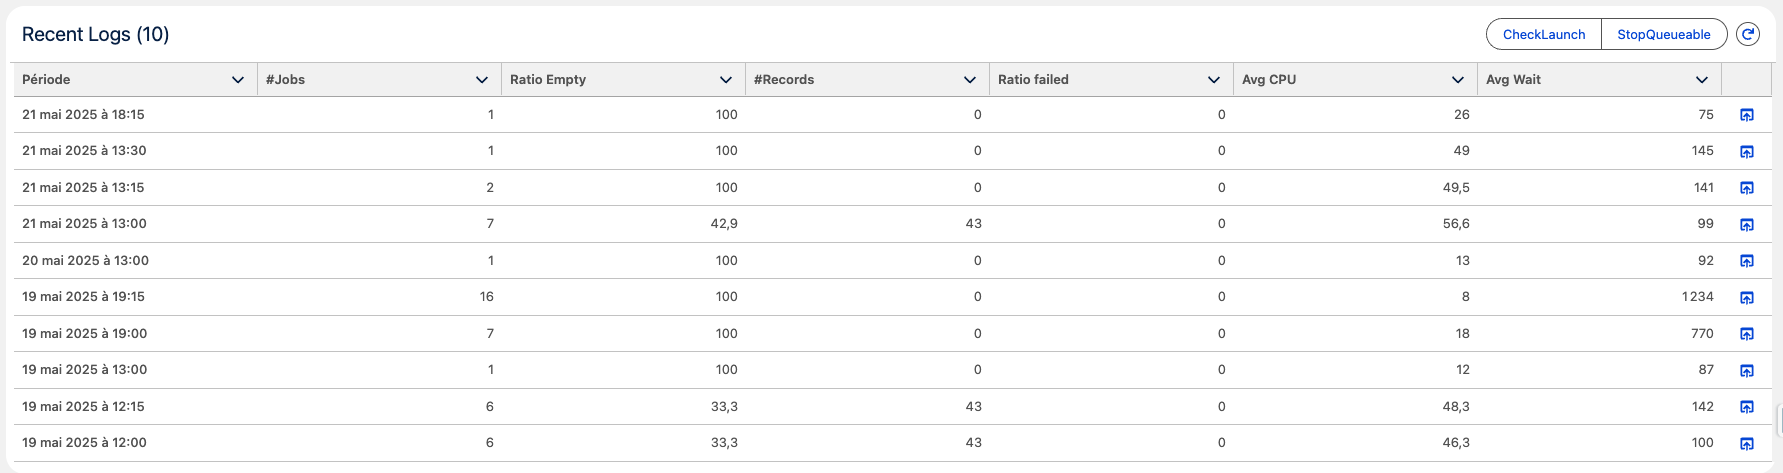 Recent Logs (10) CheckLaunch StopQueueable
Période #Jobs Ratio Empty #Records Ratio failed Avg CPU Avg Wait
21 mai 2025 à 18:15 1 100 0 0 26 75
21 mai 2025 à 13:30 1 100 0 0 49 145
21 mai 2025 à 13:15 2 100 0 0 49,5 141
21 mai 2025 à 13:00 7 42,9 43 0 56,6 99
20 mai 2025 à 13:00 1 100 0 0 13 92
19 mai 2025 à 19:15 16 100 0 0 8 1 234
19 mai 2025 à 19:00 7 100 0 0 18 770
19 mai 2025 à 13:00 1 100 0 0 12 87
19 mai 2025 à 12:15 6 33,3 43 0 48,3 142
19 mai 2025 à 12:00 6 33,3 43 0 46,3 100